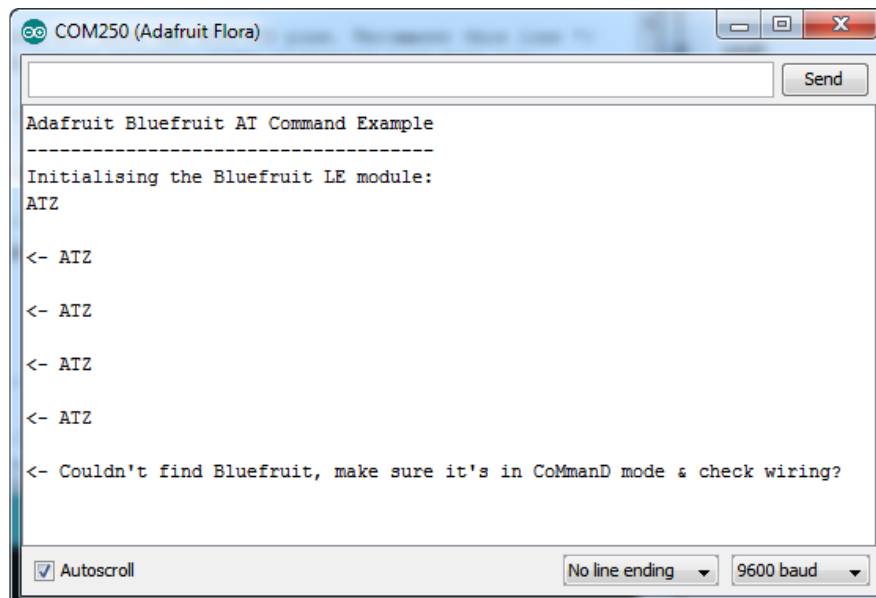 COM250 (Adafruit Flora)
Send
Adafruit Bluefruit AT Command Example
-------------------------------------
Initialising the Bluefruit LE module:
ATZ
<- ATZ
<- ATZ
<- ATZ
<- ATZ
<- Couldn't find Bluefruit, make sure it's in CoMmanD mode & check wiring?
Autoscroll
No line ending
9600 baud